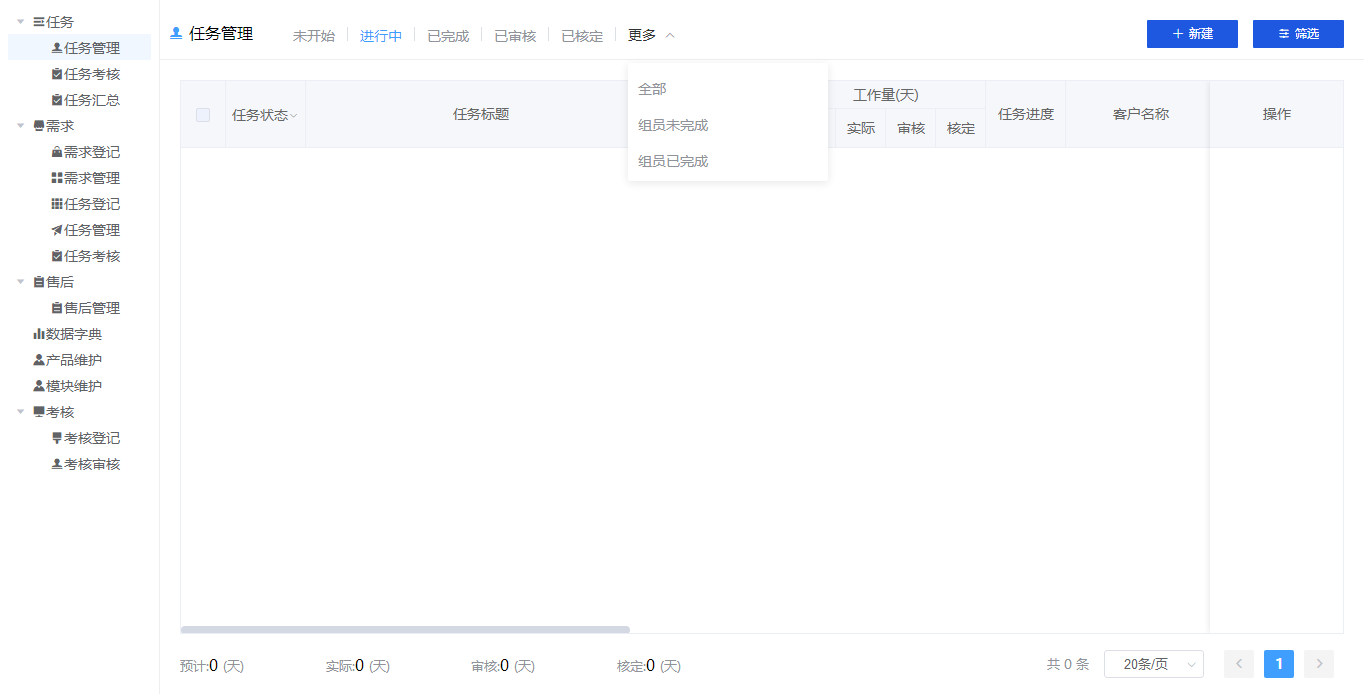 任务
任务管理
任务考核
任务汇总
需求
需求登记
需求管理
任务登记
任务管理
任务考核
售后
售后管理
数据字典
产品维护
模块维护
考核
考核登记
考核审核
任务管理 未开始 进行中 已完成 已审核 已核定 更多
新建 筛选
全部
组员未完成
组员已完成
任务状态 任务标题 工作量(天) 任务进度 客户名称 操作
实际 审核 核定
预计:0 (天) 实际:0 (天) 审核:0 (天) 核定:0 (天)
共 0 条 20条/页 1